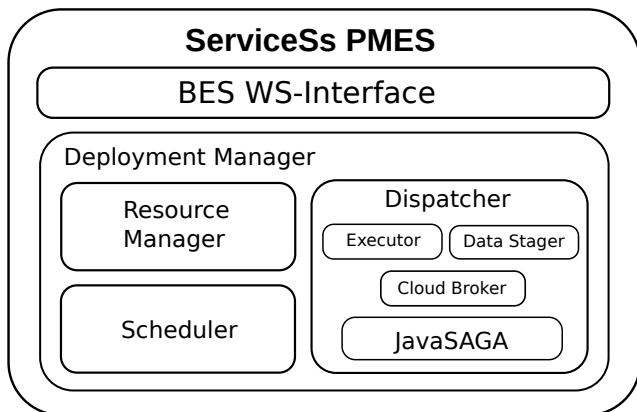 ServiceSs PMES
BES WS-Interface
Deployment Manager
Resource
Manager
Scheduler
Dispatcher
Executor
Data Stager
Cloud Broker
JavaSAGA